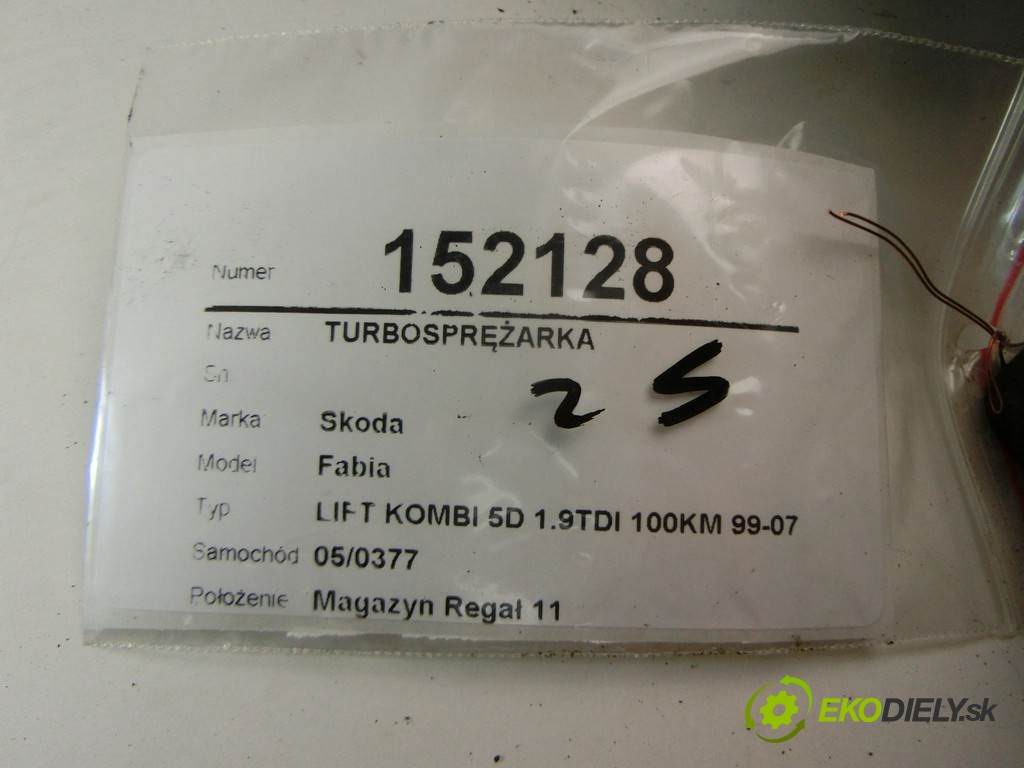 Numer 152128
Nazwa TURBOSPRĘŻARKA
Sn
2 S
Marka Skoda
Model Fabia
Typ LIFT KOMBI 5D 1.9TDI 100KM 99-07
Samochód 05/0377
Położenie Magazyn Regał 11
EKODIELY.sk